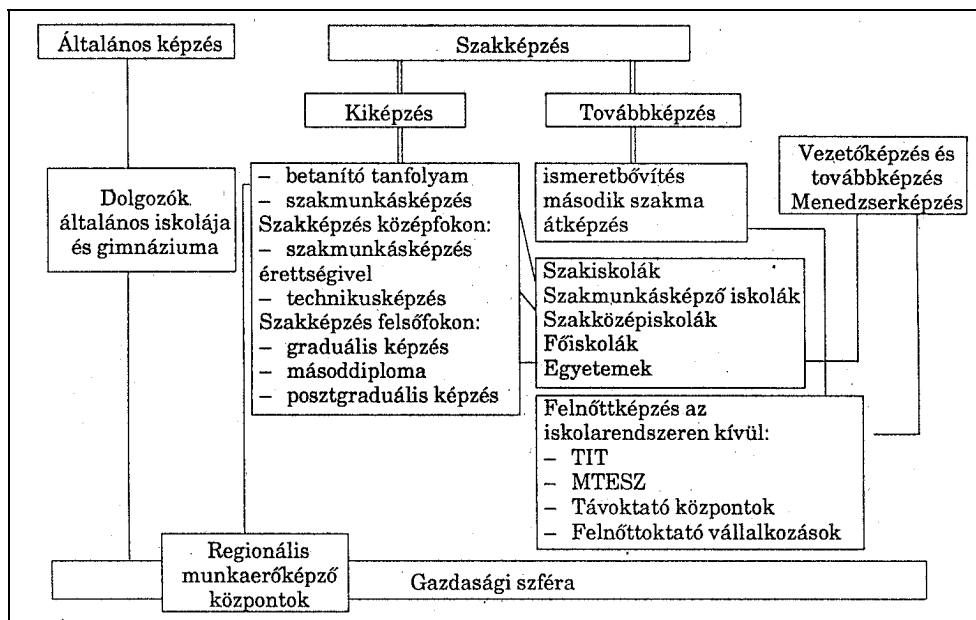 Általános képzés
Szakképzés
Kiképzés
Továbbképzés
Vezetőképzés és
továbbképzés
Menedzserképzés
Dolgozók
általános iskolája
és gimnáziuma
– betanító tanfolyam
– szakmunkásképzés
Szakképzés középfokon:
– szakmunkásképzés
érettségivel
– technikusképzés
Szakképzés felsőfokon:
– graduális képzés
– másoddiploma
– posztgraduális képzés
ismeretbővítés
második szakma
átképzés
Szakiskolák
Szakmunkásképző iskolák
Szakközépiskolák
Főiskolák
Egyetemek
Felnőttképzés az
iskolarendszeren kívül:
– TIT
– MTESZ
– Távoktató központok
– Felnőttoktató vállalkozások
Regionális
munkaerőképző
központok
Gazdasági szféra